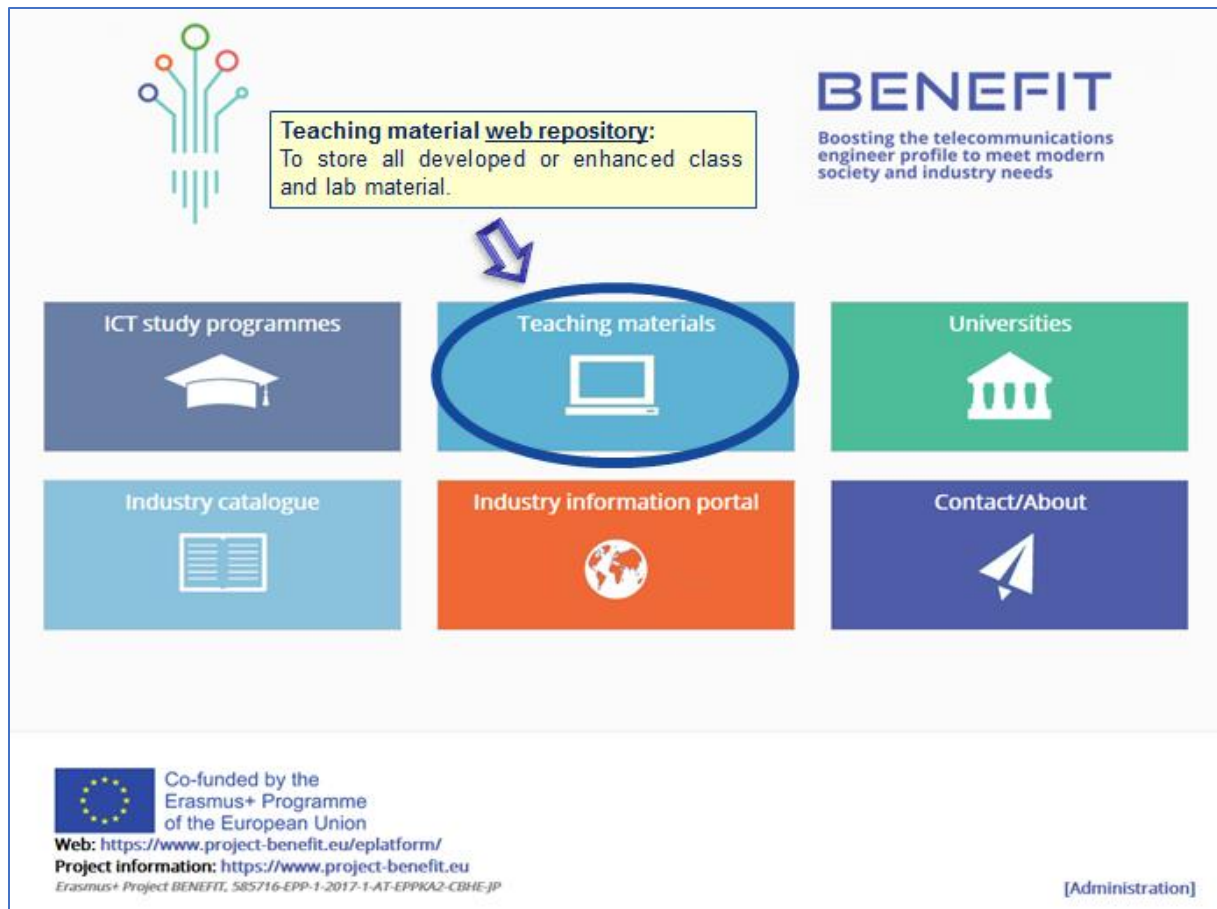 BENEFIT
Boosting the telecommunications
engineer profile to meet modern
society and industry needs
Teaching material web repository:
To store all developed or enhanced class
and lab material.
ICT study programmes
Teaching materials
Universities
Industry catalogue
Industry information portal
Contact/About
Co-funded by the
Erasmus+ Programme
of the European Union
Web: https://www.project-benefit.eu/eplatform/
Project information: https://www.project-benefit.eu
Erasmus+ Project BENEFIT, 585716-EPP-1-2017-1-AT-EPPKA2-CBHE-JP
[Administration]